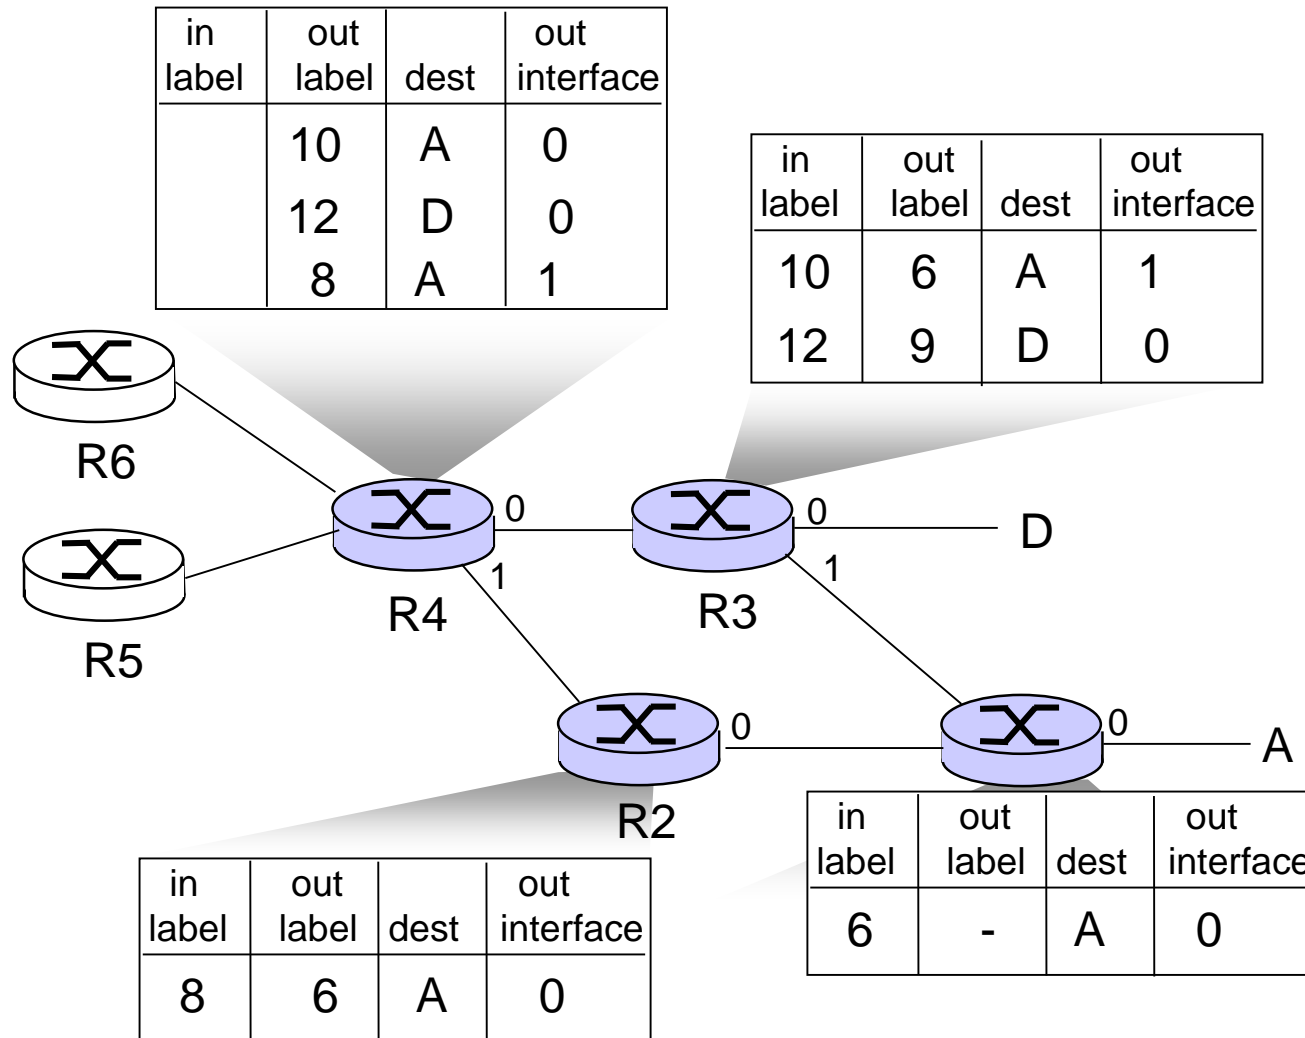 in out out
label label dest interface
10 A 0
12 D 0
8 A 1
in out out
label label dest interface
10 6 A 1
12 9 D 0
R6
R5
R4
0
1
R3
0
1
D
R2
0
0
A
in out out
label label dest interface
8 6 A 0
in out out
label label dest interface
6 - A 0